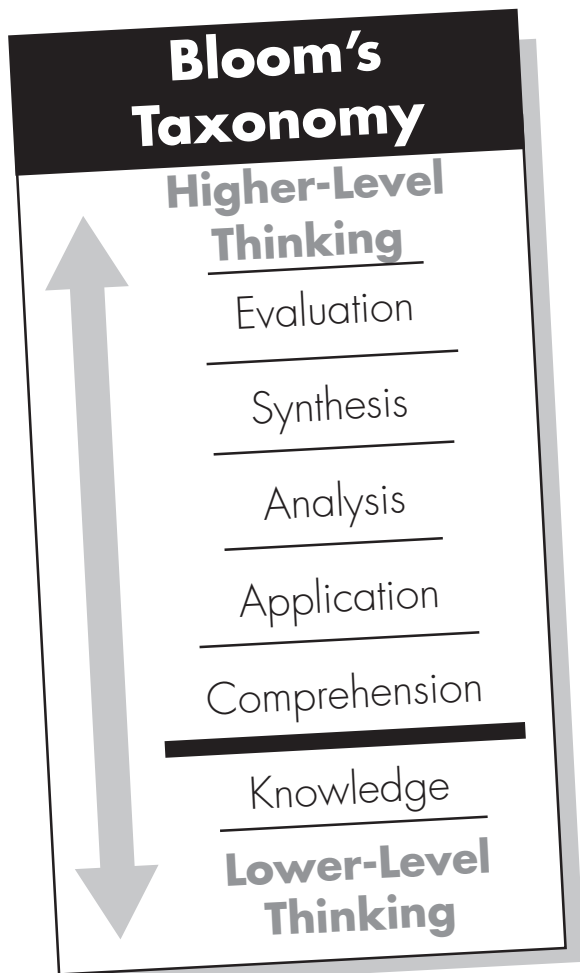 Bloom’s
Taxonomy
Higher-Level
Thinking
Evaluation
Synthesis
Analysis
Application
Comprehension
Knowledge
Lower-Level
Thinking